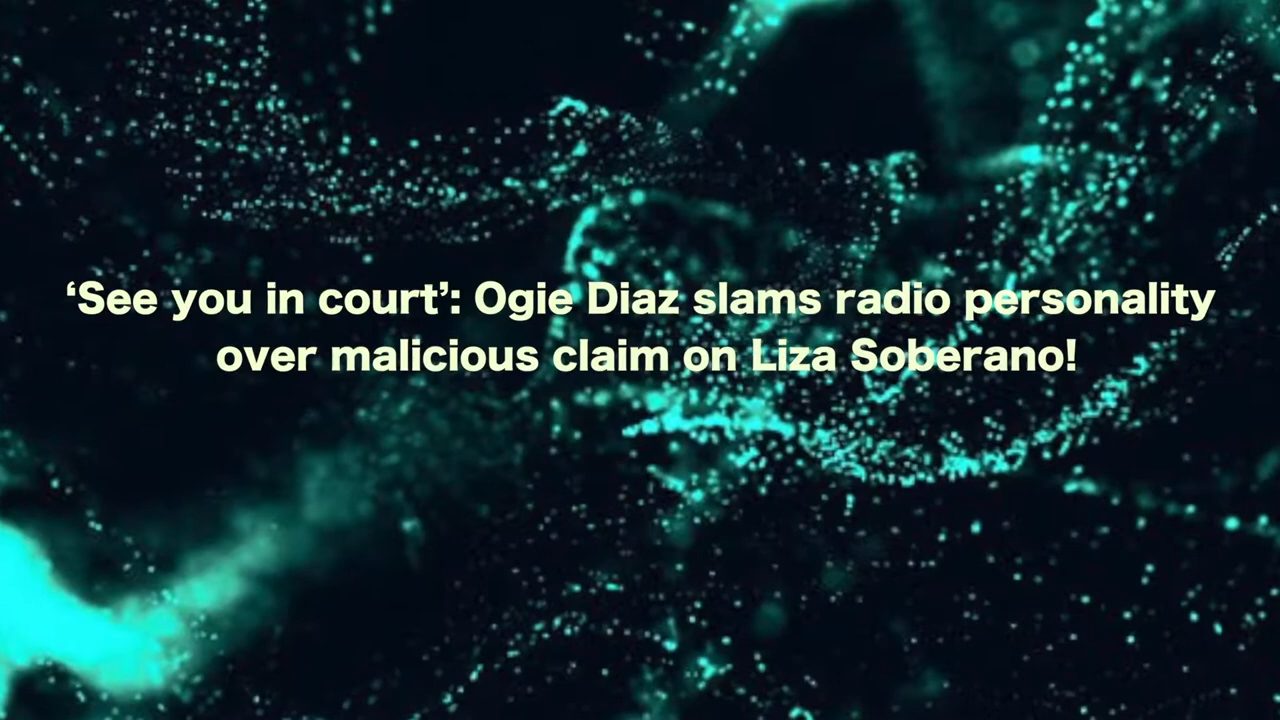 ‘See you in court’: Ogie Diaz slams radio personality
over malicious claim on Liza Soberano!